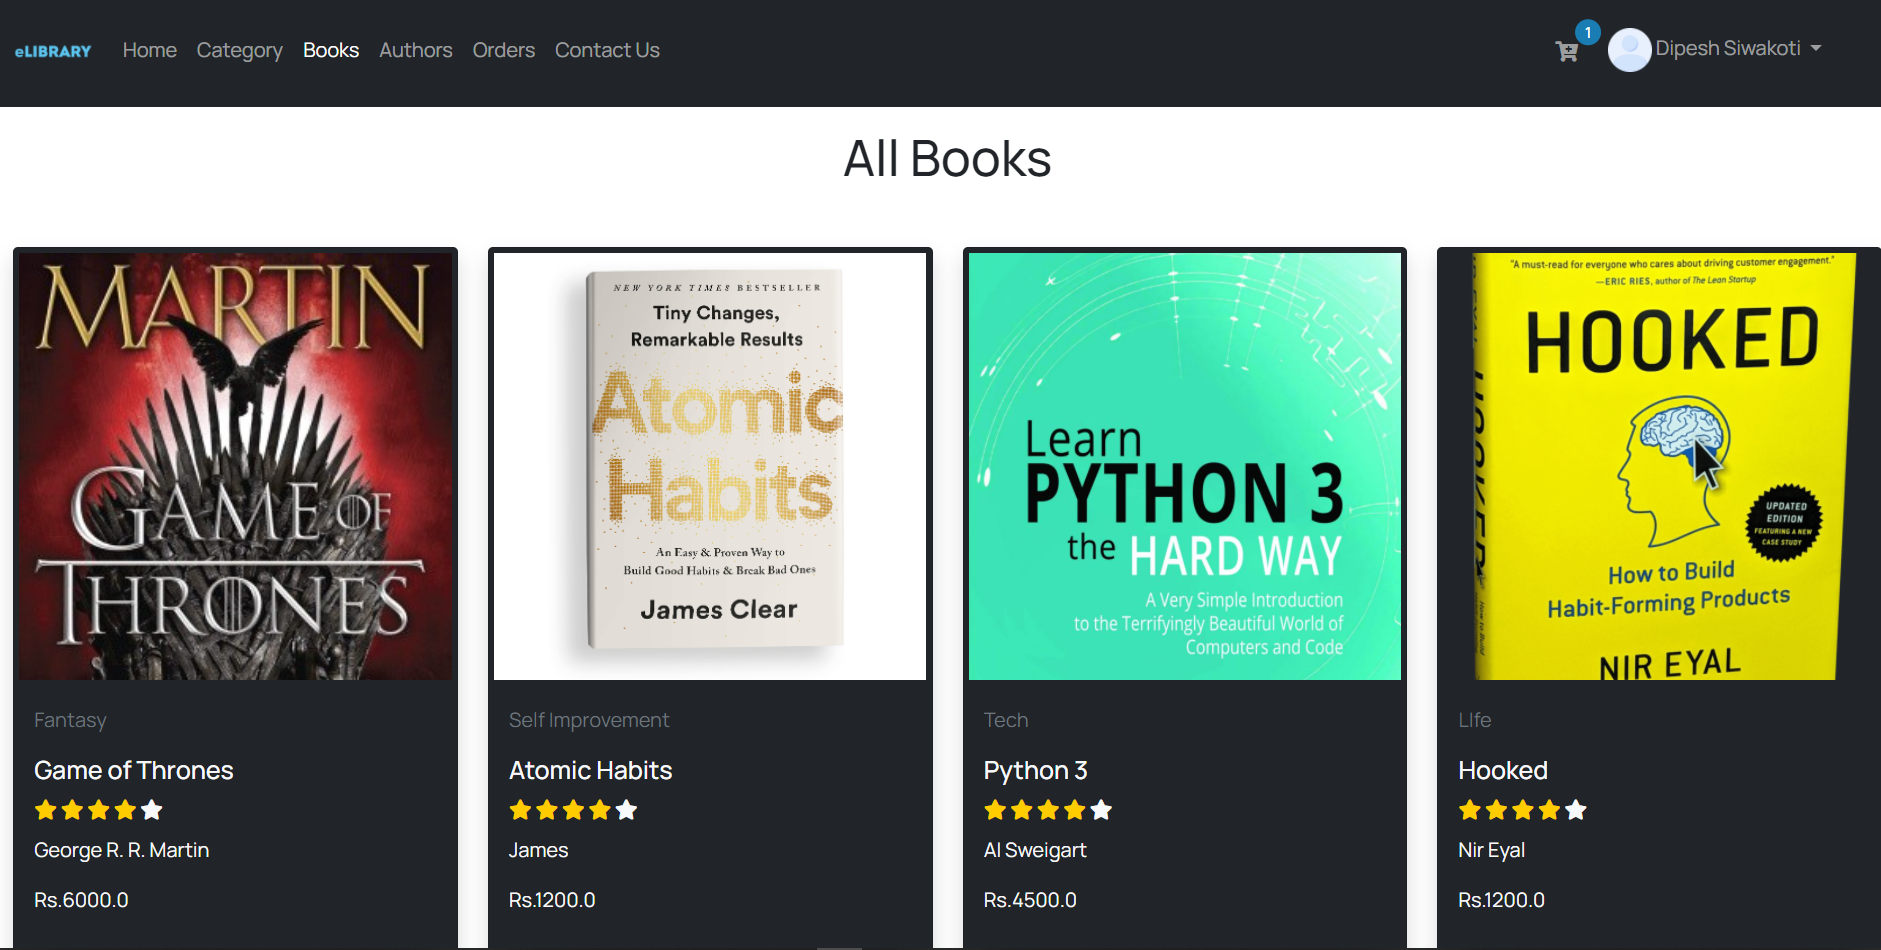 eLIBRARY
Home
Category
Books
Authors
Orders
Contact Us
1
Dipesh Siwakoti
All Books
MARTIN
GAME OF
THRONES
Fantasy
Game of Thrones
George R. R. Martin
Rs.6000.0
NEW YORK TIMES BESTSELLER
Tiny Changes,
Remarkable Results
Atomic
Habits
An Easy & Proven Way to
Build Good Habits & Break Bad Ones
James Clear
Self Improvement
Atomic Habits
James
Rs.1200.0
Learn
PYTHON 3
the HARD WAY
A Very Simple Introduction
to the Terrifyingly Beautiful World of
Computers and Code
Tech
Python 3
Al Sweigart
Rs.4500.0
"A must-read for everyone who cares about driving customer engagement."
—ERIC RIES, author of The Lean Startup
HOOKED
UPDATED
EDITION
FEATURING A NEW
CASE STUDY
How to Build
Habit-Forming Products
NIR EYAL
LIfe
Hooked
Nir Eyal
Rs.1200.0